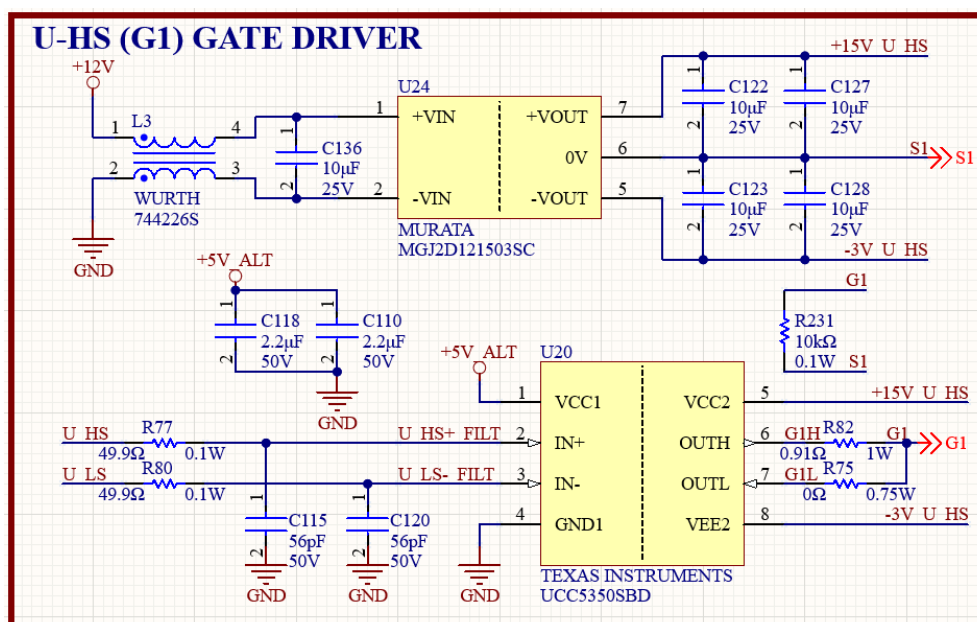 U-HS (G1) GATE DRIVER
+12V
L3
1
4
2
3
WURTH
744226S
GND
1
C136
10µF
2
25V
U24
1
+VIN
+VOUT
7
0V
6
2
-VIN
-VOUT
5
MURATA
MGJ2D121503SC
+15V_U_HS
1
C122
10µF
2
25V
1
C127
10µF
2
25V
S1
S1
1
C123
10µF
2
25V
1
C128
10µF
2
25V
-3V_U_HS
+5V_ALT
1
C118
2.2µF
2
50V
1
C110
2.2µF
2
50V
GND
G1
R231
10kΩ
0.1W
S1
+5V_ALT
U20
1
VCC1
VCC2
5
+15V_U_HS
U_HS
R77
49.9Ω
0.1W
U_HS+_FILT
2
IN+
OUTH
6
G1H
R82
0.91Ω
1W
G1
G1
U_LS
R80
49.9Ω
0.1W
U_LS-_FILT
3
IN-
OUTL
7
G1L
R75
0Ω
0.75W
4
GND1
VEE2
8
-3V_U_HS
1
C115
56pF
2
50V
GND
1
C120
56pF
2
50V
GND
GND
TEXAS INSTRUMENTS
UCC5350SBD